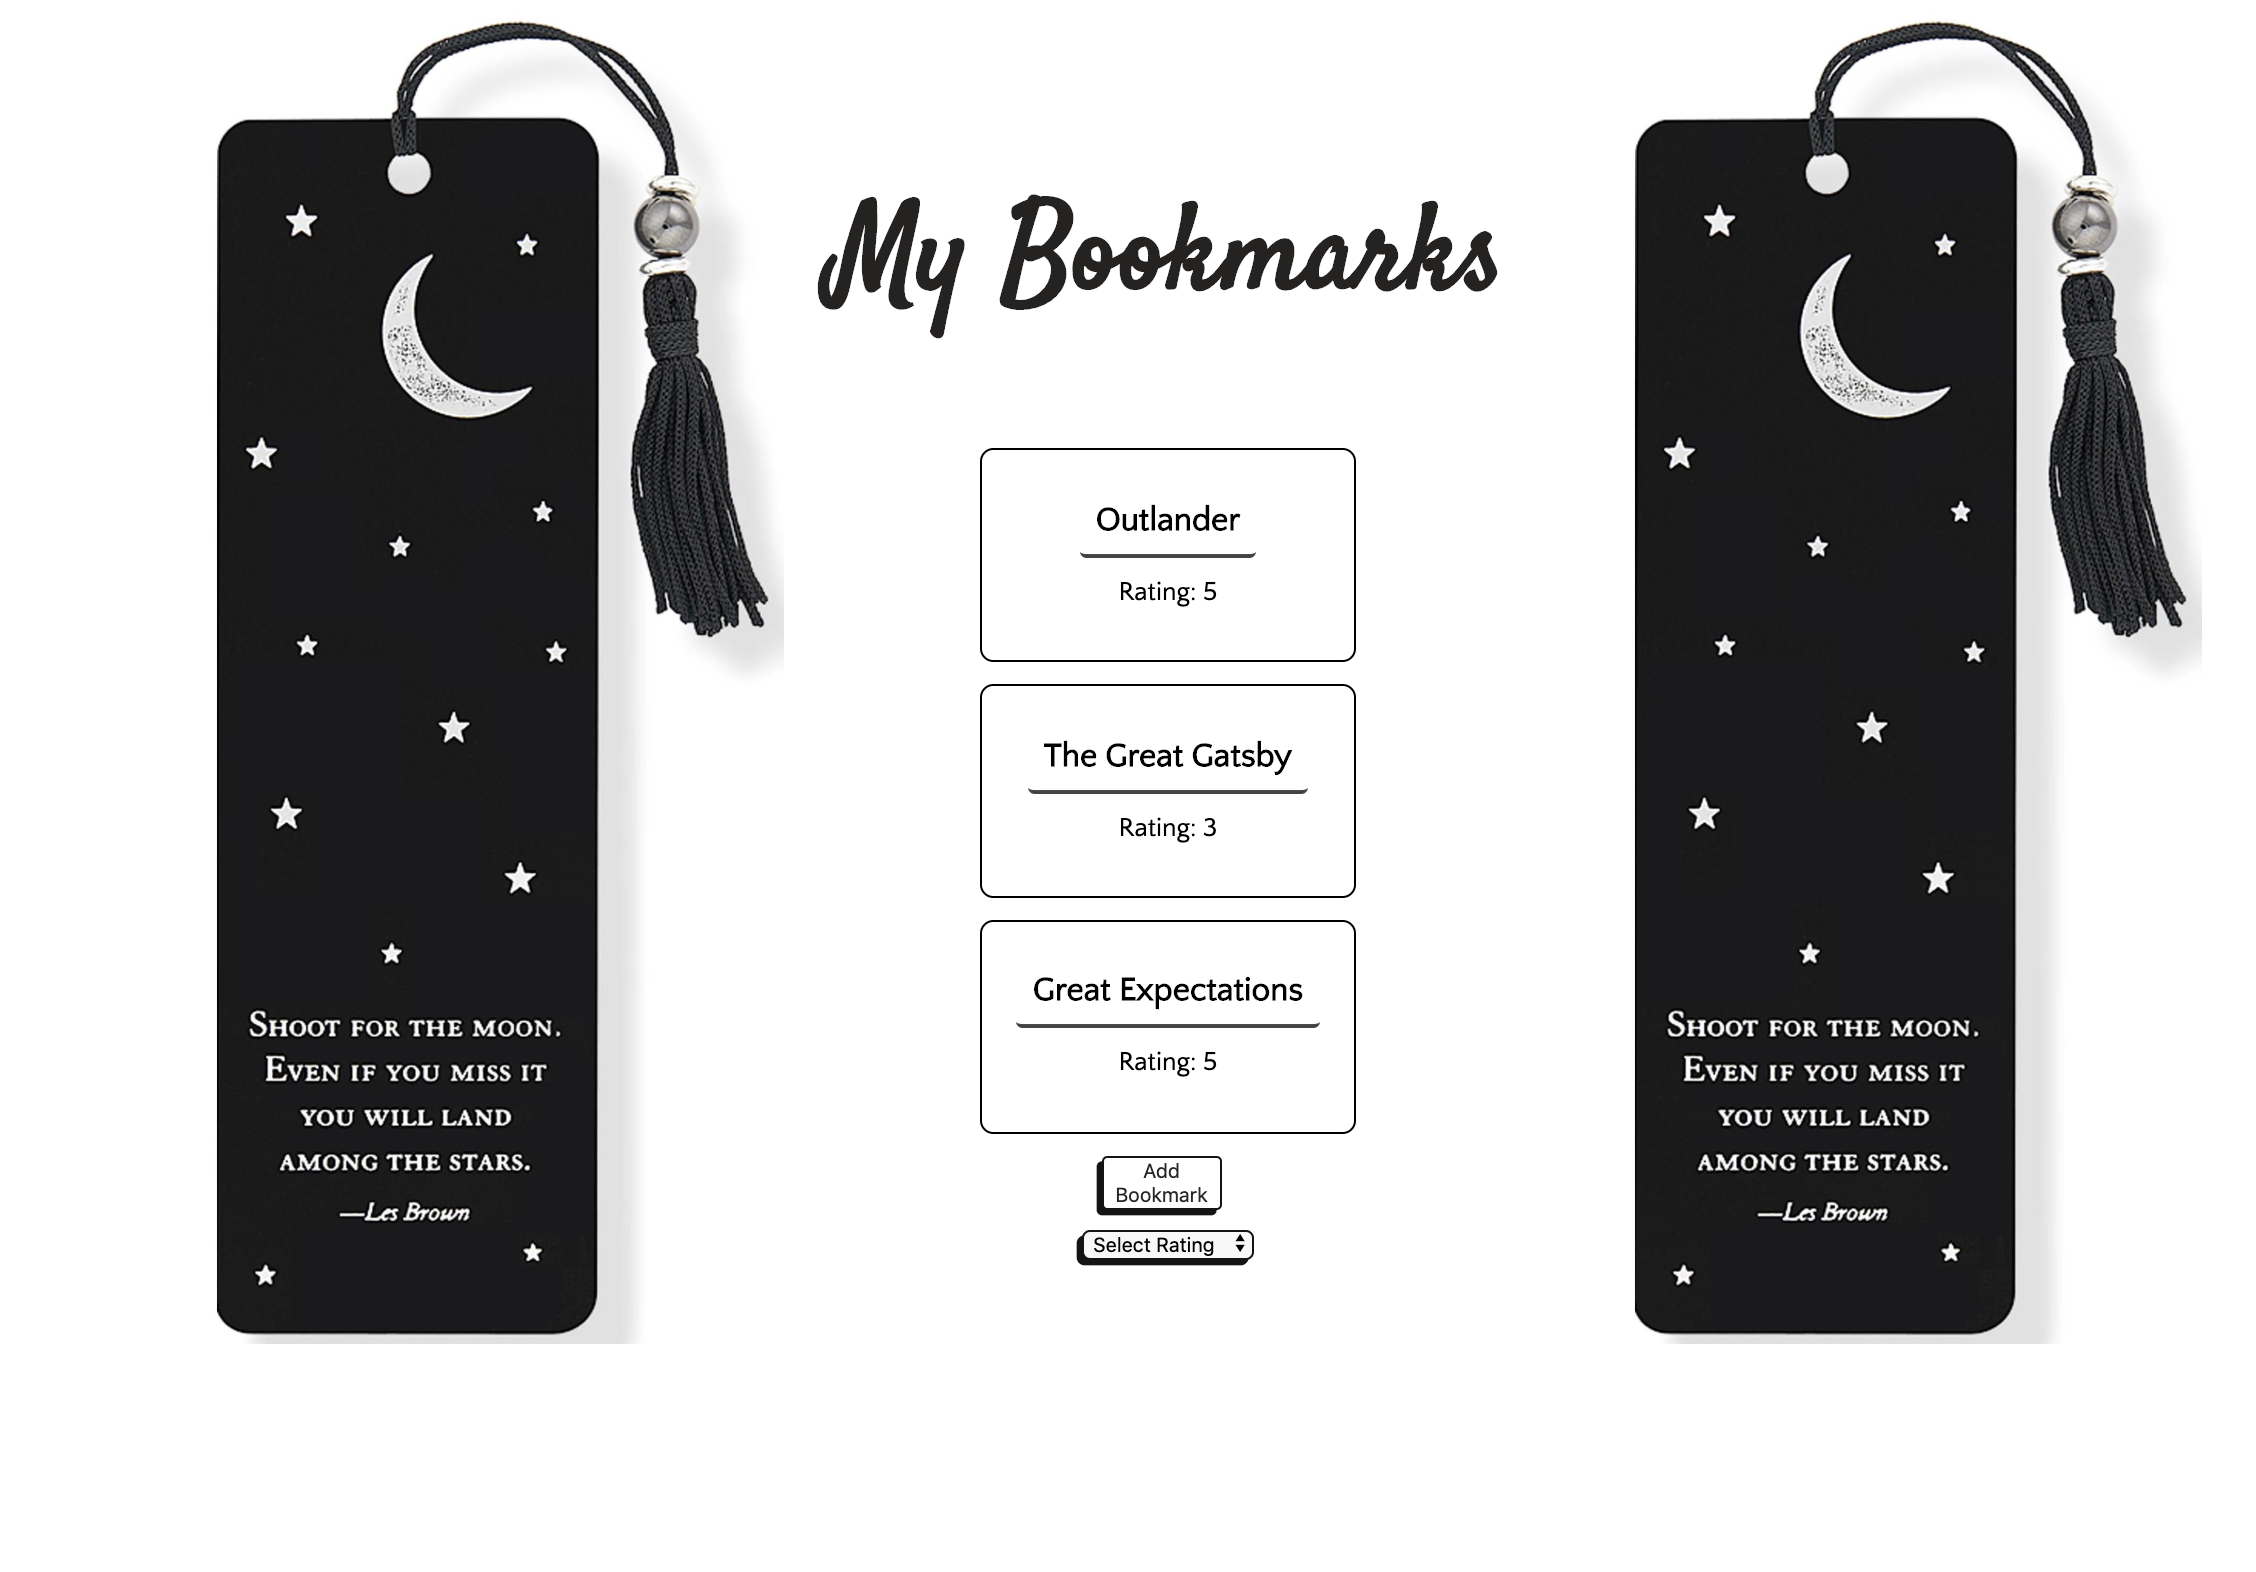 My Bookmarks
Outlander
Rating: 5
The Great Gatsby
Rating: 3
Great Expectations
Rating: 5
Add
Bookmark
Select Rating
SHOOT FOR THE MOON.
EVEN IF YOU MISS IT
YOU WILL LAND
AMONG THE STARS.
—Les Brown
SHOOT FOR THE MOON.
EVEN IF YOU MISS IT
YOU WILL LAND
AMONG THE STARS.
—Les Brown